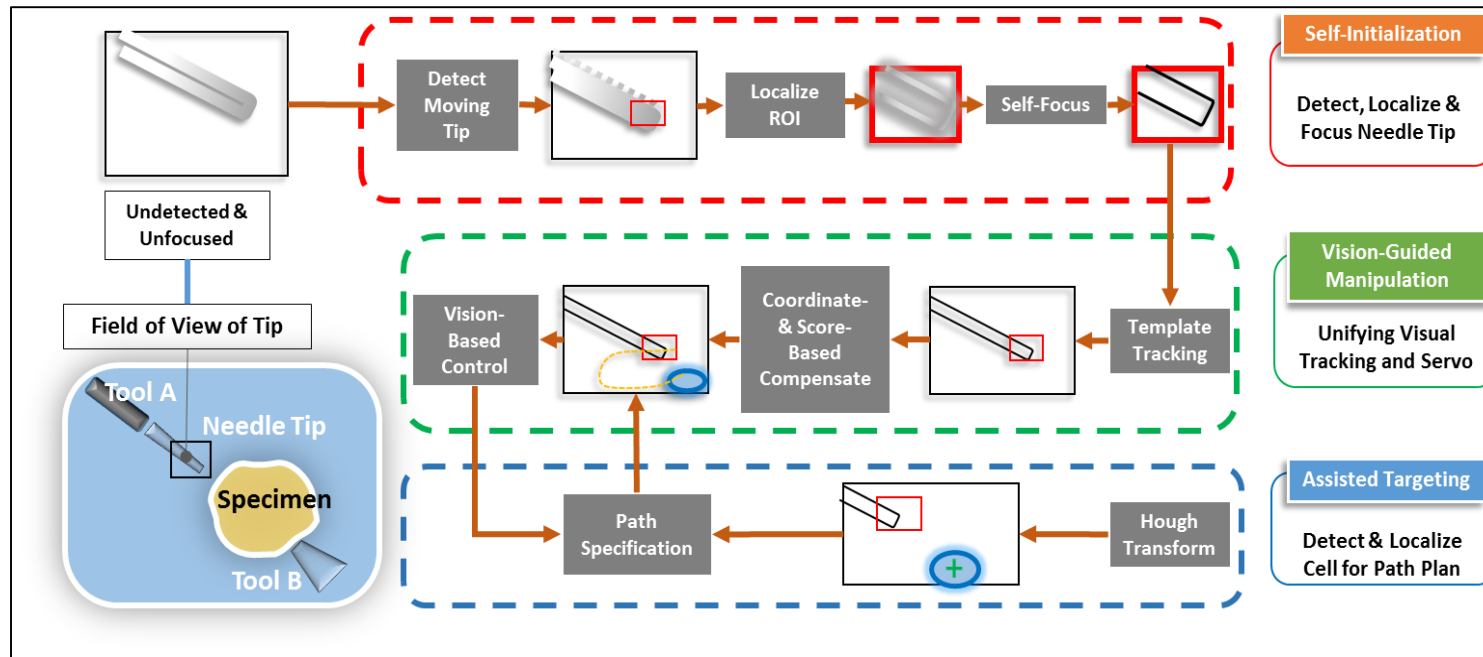 Self-Initialization
Detect
Moving
Tip
Localize
ROI
Self-Focus
Detect, Localize &
Focus Needle Tip
Undetected &
Unfocused
Field of View of Tip
Tool A
Needle Tip
Specimen
Tool B
Vision-
Based
Control
Coordinate-
& Score-
Based
Compensate
Template
Tracking
Vision-Guided
Manipulation
Unifying Visual
Tracking and Servo
Path
Specification
Hough
Transform
Assisted Targeting
Detect & Localize
Cell for Path Plan